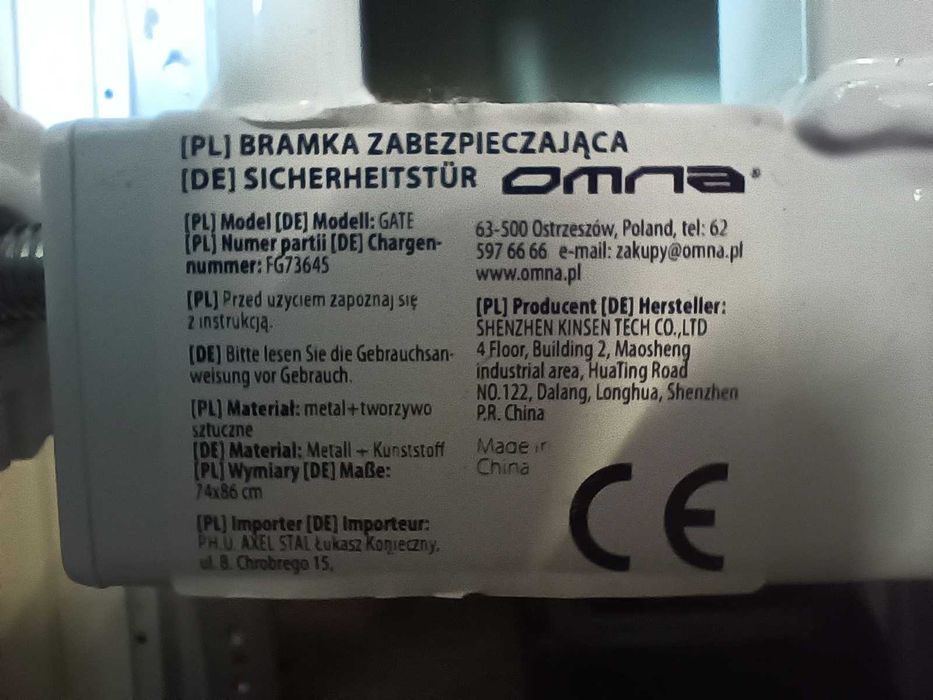 [PL] BRAMKA ZABEZPIECZAJĄCA
[DE] SICHERHEITSTÜR
omna®
[PL] Model [DE] Modell: GATE
[PL] Numer partii [DE] Chargen-
nummer: FG73645
[PL] Przed użyciem zapoznaj się
z instrukcją.
[DE] Bitte lesen Sie die Gebrauchsan-
weisung vor Gebrauch.
[PL] Materiał: metal+tworzywo
sztuczne
[DE] Material: Metall + Kunststoff
[PL] Wymiary [DE] Maße:
74x86 cm
[PL] Importer [DE] Importeur:
P.H.U. AXEL STAL Łukasz Konieczny,
ul. B. Chrobrego 15,
63-500 Ostrzeszów, Poland, tel: 62
597 66 66 e-mail: zakupy@omna.pl
www.omna.pl
[PL] Producent [DE] Hersteller:
SHENZHEN KINSEN TECH CO.,LTD
4 Floor, Building 2, Maosheng
industrial area, HuaTing Road
NO.122, Dalang, Longhua, Shenzhen
P.R. China
Made in
China
CE